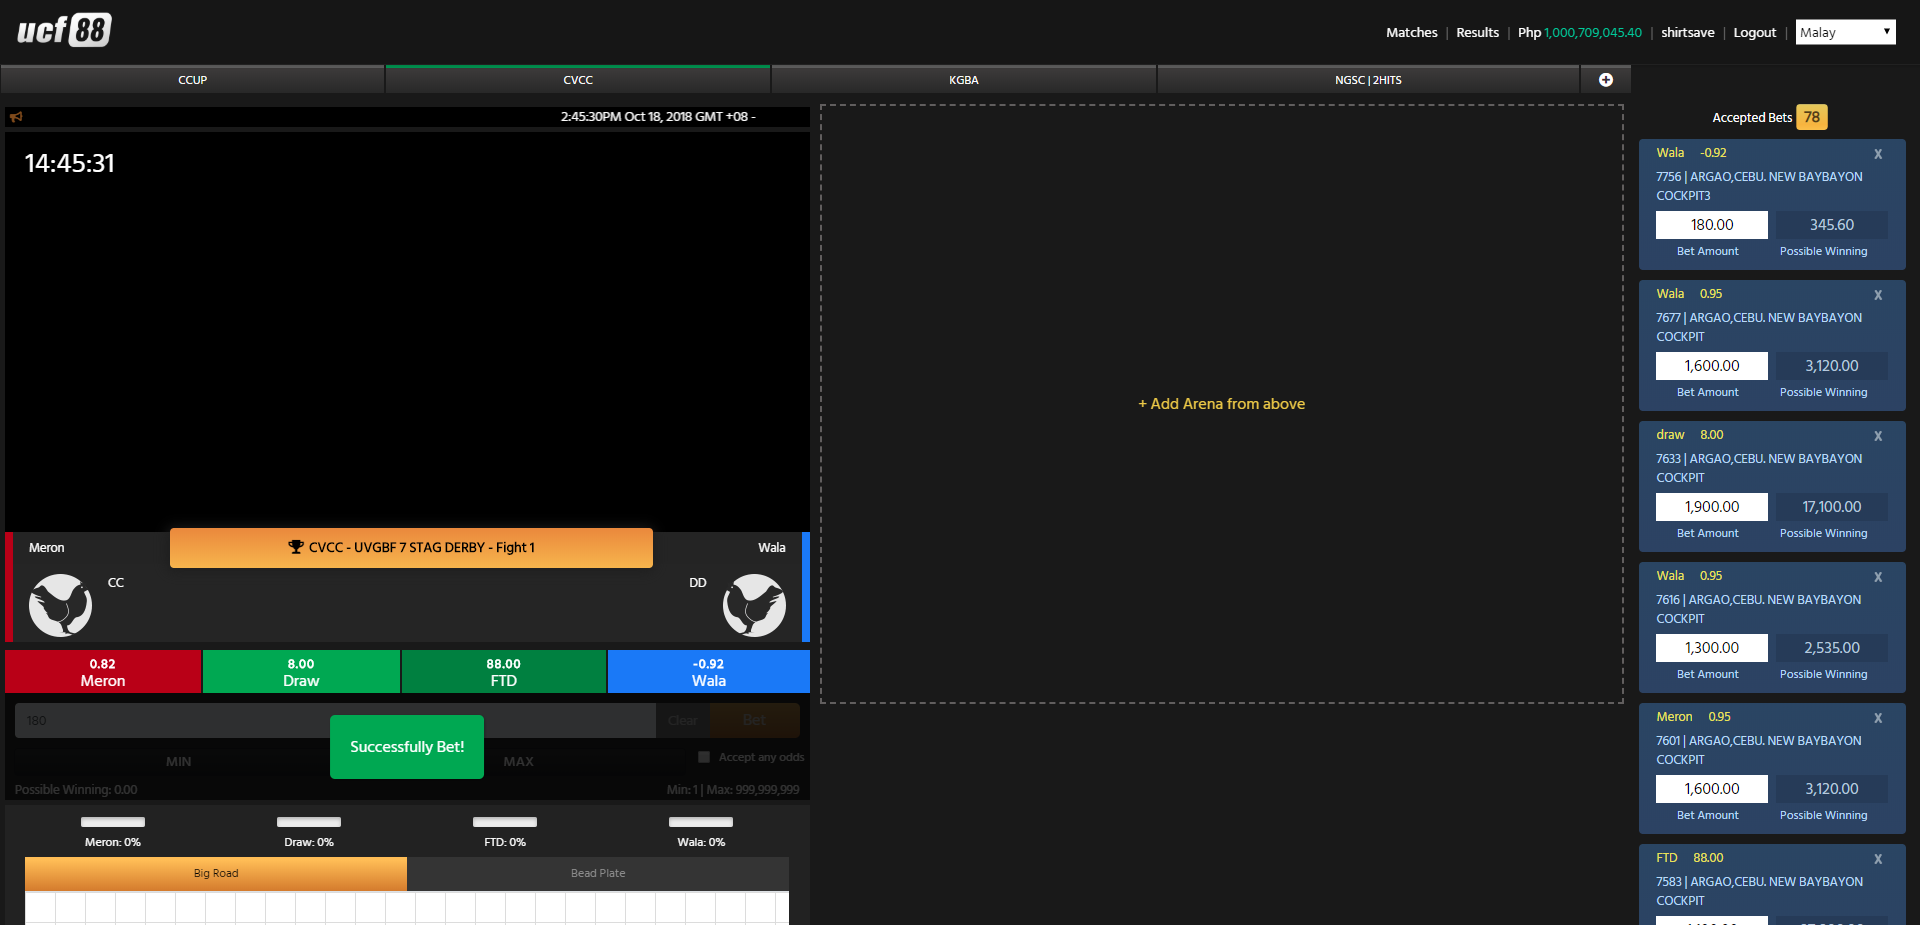 ucf88
Matches | Results | Php 1,000,709,045.40 | shirtsave | Logout | Malay
CCUP
CVCC
KGBA
NGSC | 2HITS
2:45:30PM Oct 18, 2018 GMT +08 -
14:45:31
Meron
CVCC - UVGBF 7 STAG DERBY - Fight 1
Wala
CC
DD
0.82
Meron
8.00
Draw
88.00
FTD
-0.92
Wala
180
Clear
Bet
Successfully Bet!
MIN
MAX
Accept any odds
Possible Winning: 0.00
Min: 1 | Max: 999,999,999
Meron: 0%
Draw: 0%
FTD: 0%
Wala: 0%
Big Road
Bead Plate
+ Add Arena from above
Accepted Bets 78
Wala -0.92 X
7756 | ARGAO,CEBU. NEW BAYBAYON
COCKPIT3
180.00 345.60
Bet Amount Possible Winning
Wala 0.95 X
7677 | ARGAO,CEBU. NEW BAYBAYON
COCKPIT
1,600.00 3,120.00
Bet Amount Possible Winning
draw 8.00 X
7633 | ARGAO,CEBU. NEW BAYBAYON
COCKPIT
1,900.00 17,100.00
Bet Amount Possible Winning
Wala 0.95 X
7616 | ARGAO,CEBU. NEW BAYBAYON
COCKPIT
1,300.00 2,535.00
Bet Amount Possible Winning
Meron 0.95 X
7601 | ARGAO,CEBU. NEW BAYBAYON
COCKPIT
1,600.00 3,120.00
Bet Amount Possible Winning
FTD 88.00 X
7583 | ARGAO,CEBU. NEW BAYBAYON
COCKPIT